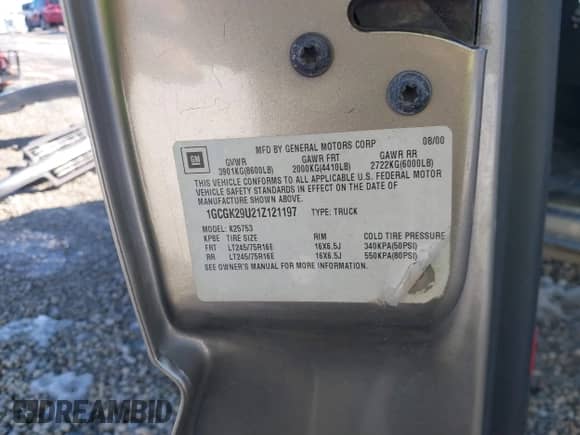 GM
MFD BY GENERAL MOTORS CORP 08/00
GVWR GAWR FRT GAWR RR
3901KG(8600LB) 2000KG(4410LB) 2722KG(6000LB)
THIS VEHICLE CONFORMS TO ALL APPLICABLE U.S. FEDERAL MOTOR
VEHICLE SAFETY STANDARDS IN EFFECT ON THE DATE OF
MANUFACTURE SHOWN ABOVE.
1GCGK29U21Z121197 TYPE: TRUCK
MODEL: K25753
KPBE TIRE SIZE RIM COLD TIRE PRESSURE
FRT LT245/75R16E 16X6.5J 340KPA(50PSI)
RR LT245/75R16E 16X6.5J 550KPA(80PSI)
SEE OWNER'S MANUAL FOR MORE INFORMATION.
DREAMBID